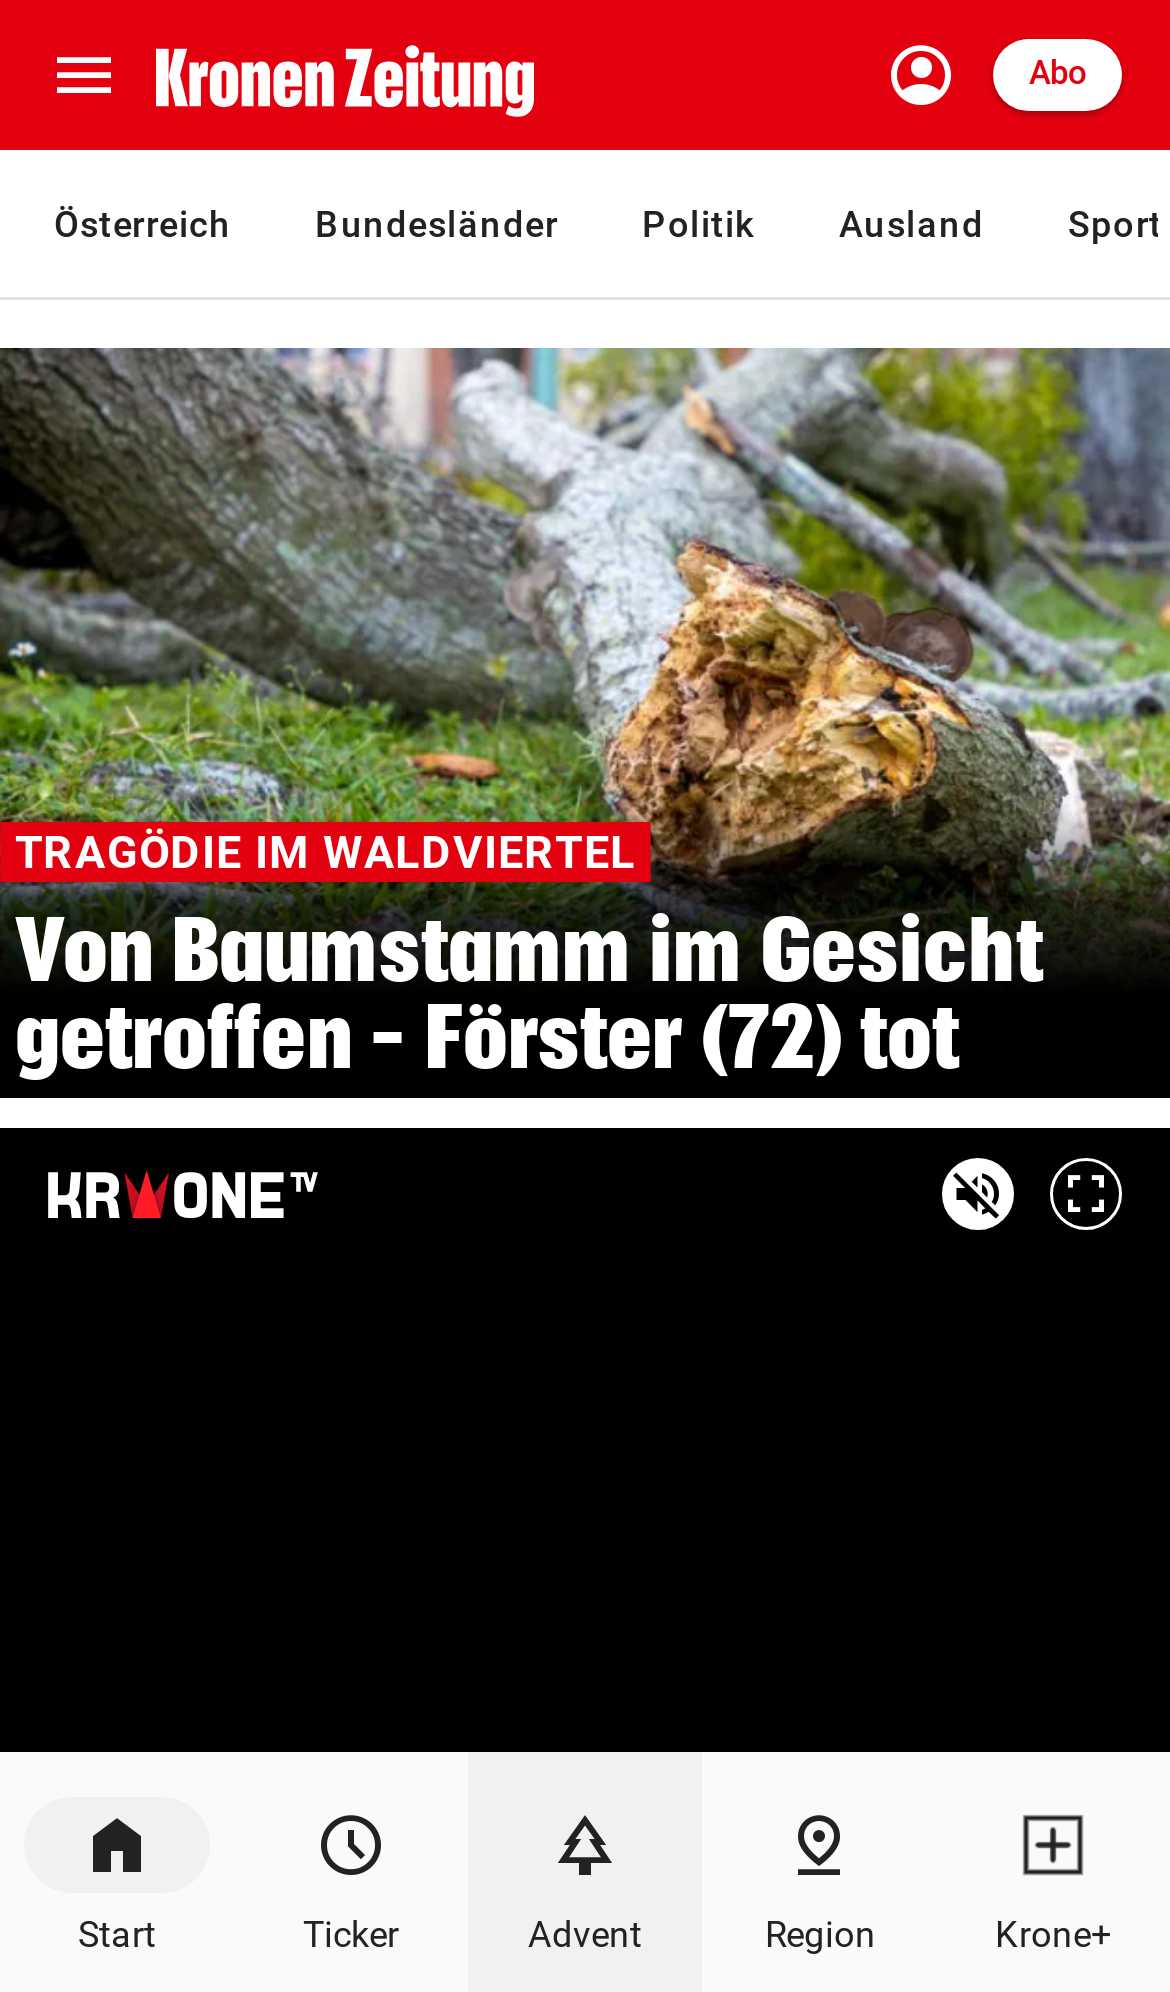 Kronen Zeitung
Abo
Österreich Bundesländer Politik Ausland Sport
TRAGÖDIE IM WALDVIERTEL
Von Baumstamm im Gesicht
getroffen – Förster (72) tot
KRONE TV
Start Ticker Advent Region Krone+